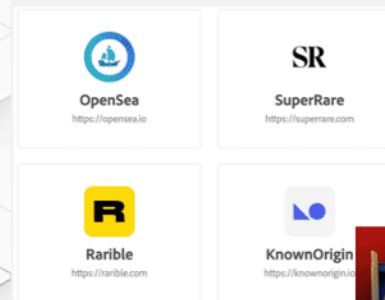 OpenSea
https://opensea.io
SR
SuperRare
https://superrare.com
R
Rarible
https://rarible.com
KnownOrigin
https://knownorigin.io